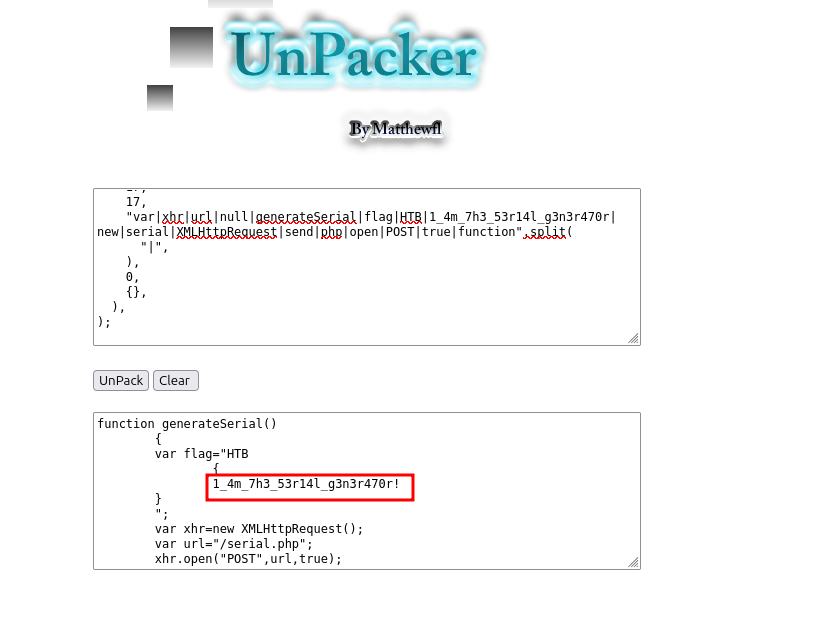 UnPacker
By Matthewfl
17,
"var|xhr|url|null|generateSerial|flag|HTB|1_4m_7h3_53r14l_g3n3r470r|
new|serial|XMLHttpRequest|send|php|open|POST|true|function".split(
"|",
),
0,
{},
),
);
UnPack Clear
function generateSerial()
{
var flag="HTB
{
1_4m_7h3_53r14l_g3n3r470r!
}
";
var xhr=new XMLHttpRequest();
var url="/serial.php";
xhr.open("POST",url,true);